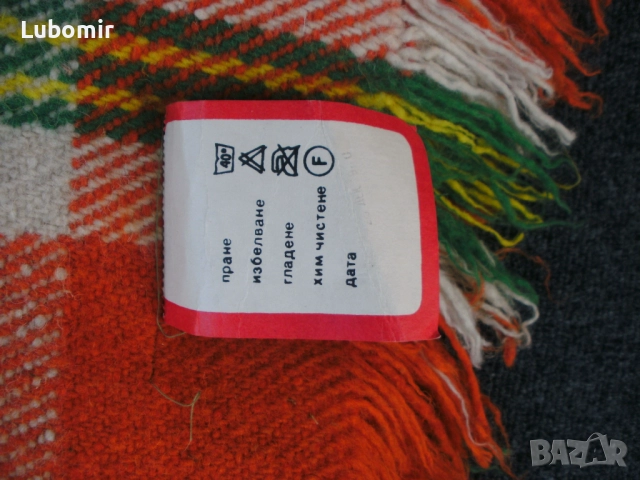 Lubomir
40°
F
пране
избелване
гладене
хим чистене
дата
BAZAR